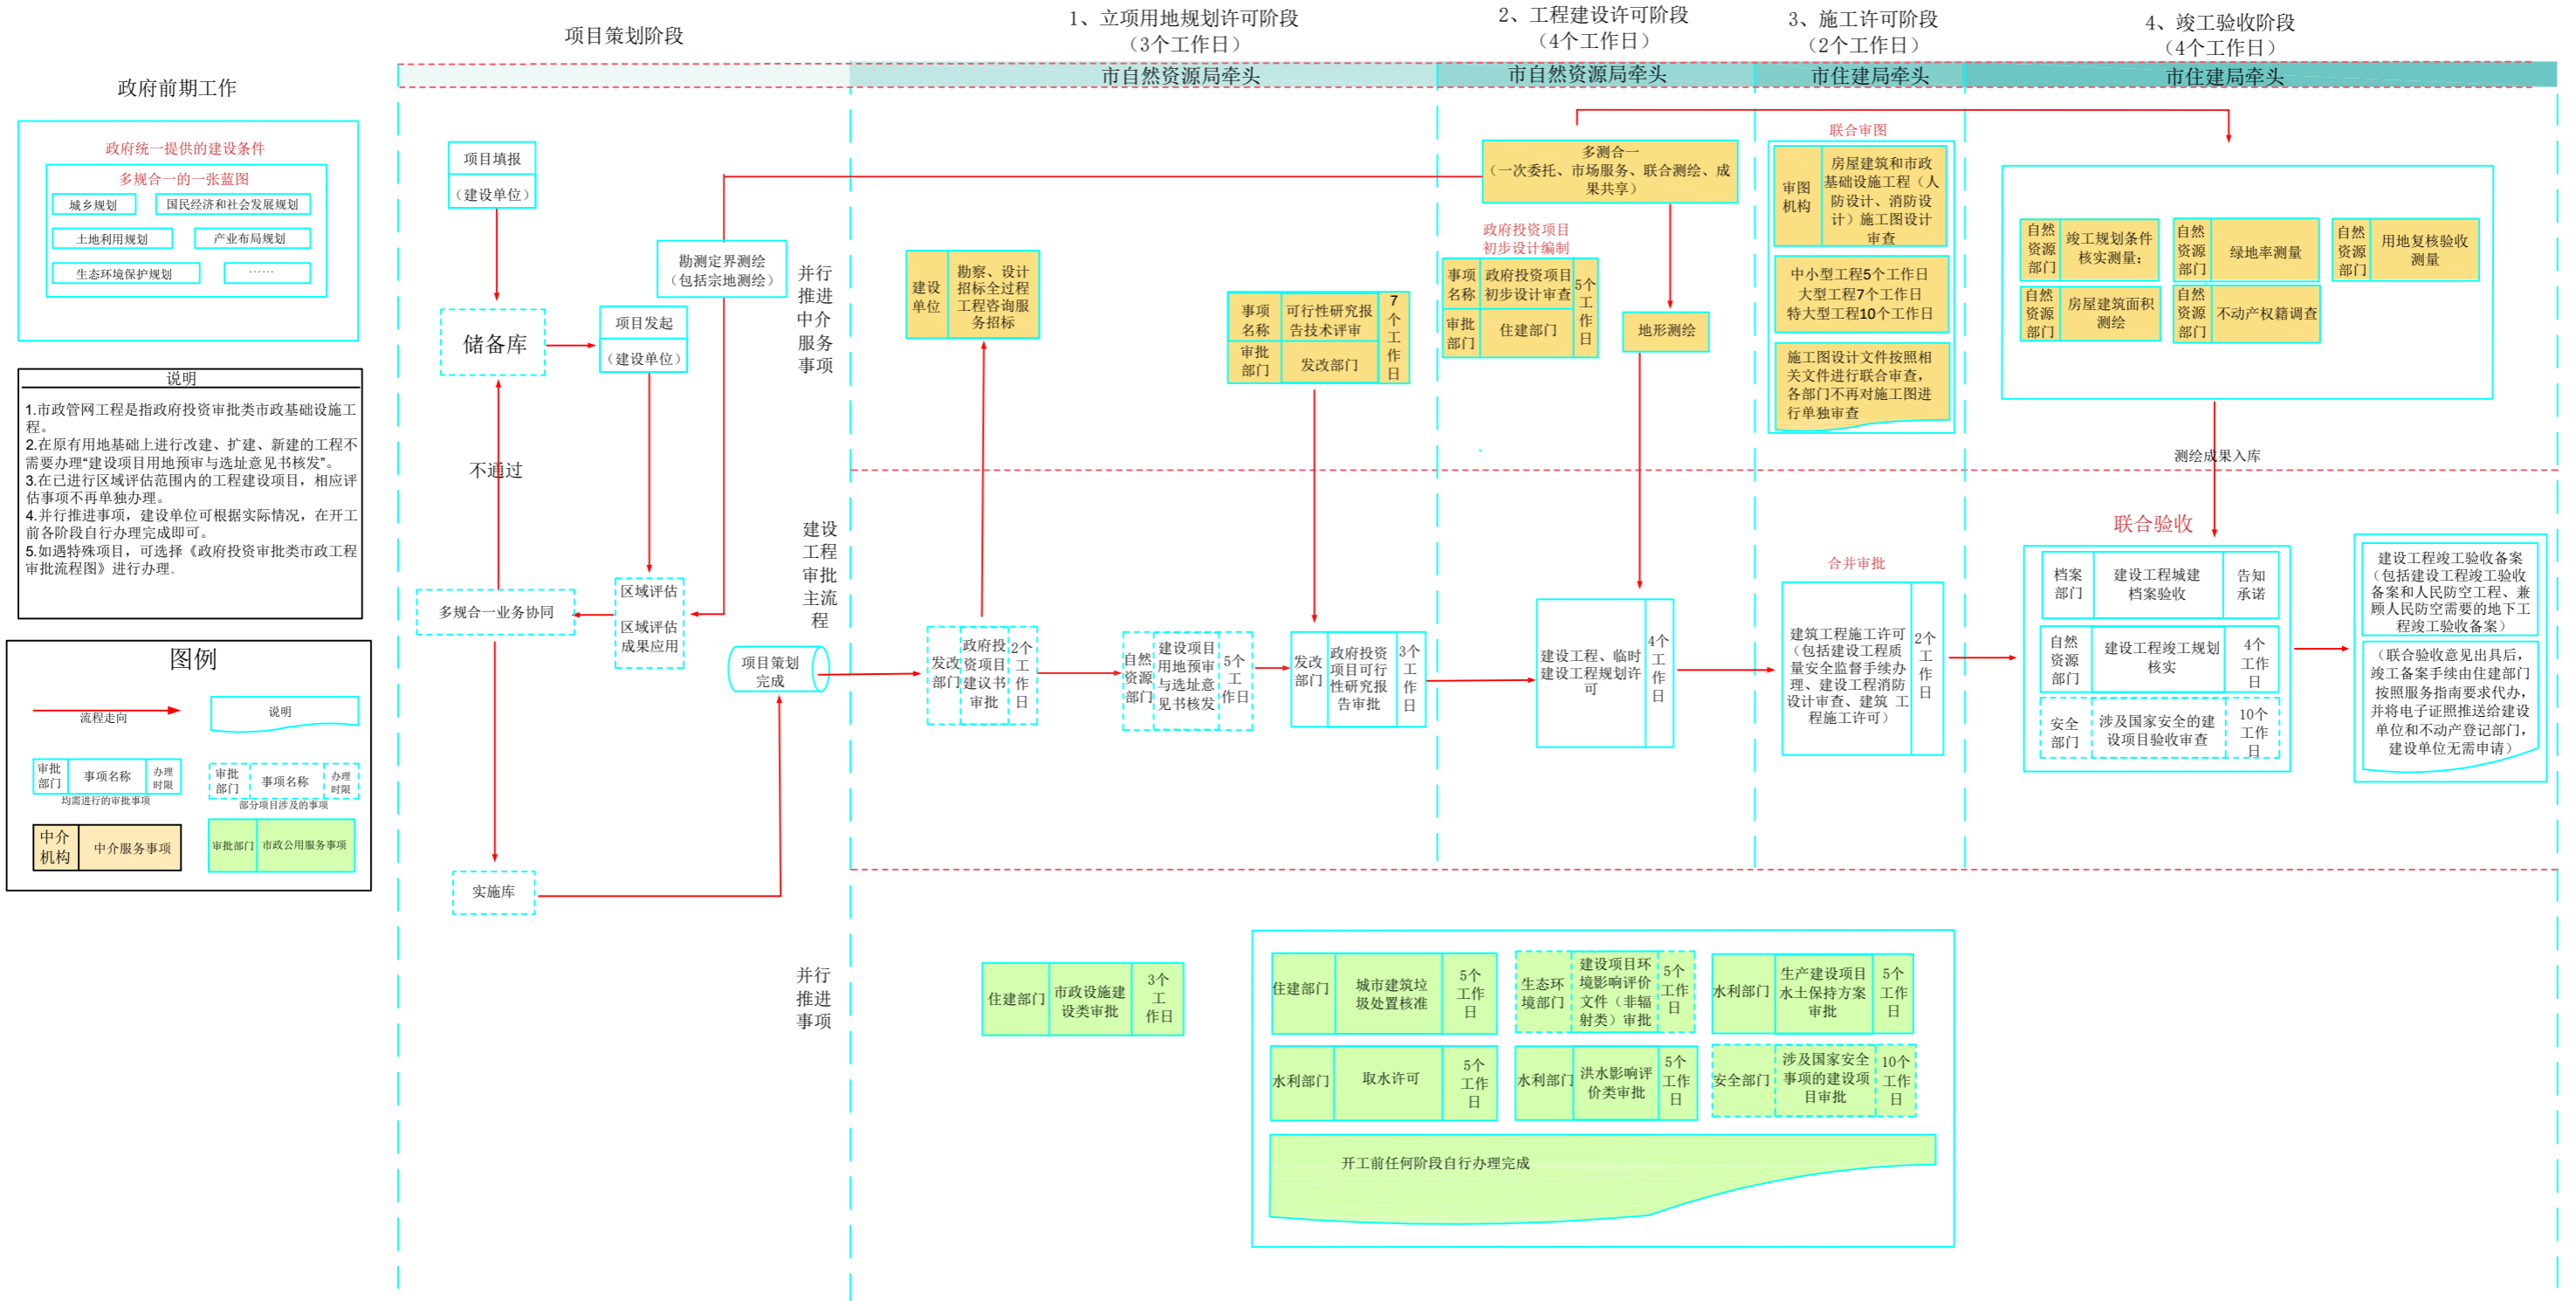 项目策划阶段
1、立项用地规划许可阶段
（3个工作日）
2、工程建设许可阶段
（4个工作日）
3、施工许可阶段
（2个工作日）
4、竣工验收阶段
（4个工作日）
市自然资源局牵头
市自然资源局牵头
市住建局牵头
市住建局牵头
政府前期工作
政府统一提供的建设条件
多规合一的一张蓝图
城乡规划
国民经济和社会发展规划
土地利用规划
产业布局规划
生态环境保护规划
······
说明
1.市政管网工程是指政府投资审批类市政基础设施工
程。
2.在原有用地基础上进行改建、扩建、新建的工程不
需要办理“建设项目用地预审与选址意见书核发”。
3.在已进行区域评估范围内的工程建设项目，相应评
估事项不再单独办理。
4.并行推进事项，建设单位可根据实际情况，在开工
前各阶段自行办理完成即可。
5.如遇特殊项目，可选择《政府投资审批类市政工程
审批流程图》进行办理.
图例
流程走向
说明
审批
部门
事项名称
办理
时限
均需进行的审批事项
审批
部门
事项名称
办理
时限
部分项目涉及的事项
中介
机构
中介服务事项
审批部门
市政公用服务事项
项目填报
（建设单位）
储备库
项目发起
（建设单位）
勘测定界测绘
（包括宗地测绘）
不通过
多规合一业务协同
区域评估
区域评估
成果应用
项目策划
完成
实施库
并行
推进
中介
服务
事项
建设
单位
勘察、设计
招标全过程
工程咨询服
务招标
事项
名称
可行性研究报
告技术评审
审批
部门
发改部门
7
个
工
作
日
多测合一
（一次委托、市场服务、联合测绘、成
果共享）
政府投资项目
初步设计编制
事项
名称
政府投资项目
初步设计审查
审批
部门
住建部门
5个
工
作
日
地形测绘
联合审图
审图
机构
房屋建筑和市政
基础设施工程（人
防设计、消防设
计）施工图设计
审查
中小型工程5个工作日
大型工程7个工作日
特大型工程10个工作日
施工图设计文件按照相
关文件进行联合审查，
各部门不再对施工图进
行单独审查
自然
资源
部门
竣工规划条件
核实测量；
自然
资源
部门
绿地率测量
自然
资源
部门
用地复核验收
测量
自然
资源
部门
房屋建筑面积
测绘
自然
资源
部门
不动产权籍调查
测绘成果入库
建设
工程
审批
主流
程
发改
部门
政府投
资项目
建议书
审批
2个
工
作
日
自然
资源
部门
建设项目
用地预审
与选址意
见书核发
5个
工
作日
发改
部门
政府投资
项目可行
性研究报
告审批
3个
工
作
日
建设工程、临时
建设工程规划许
可
4个
工
作
日
合并审批
建筑工程施工许可
（包括建设工程质
量安全监督手续办
理、建设工程消防
设计审查、建筑 工
程施工许可）
2个
工
作
日
联合验收
档案
部门
建设工程城建
档案验收
告知
承诺
自然
资源
部门
建设工程竣工规划
核实
4个
工作
日
安全
部门
涉及国家安全的建
设项目验收审查
10个
工作
日
建设工程竣工验收备案
（包括建设工程竣工验收
备案和人民防空工程、兼
顾人民防空需要的地下工
程竣工验收备案）
（联合验收意见出具后，
竣工备案手续由住建部门
按照服务指南要求代办，
并将电子证照推送给建设
单位和不动产登记部门，
建设单位无需申请）
并行
推进
事项
住建部门
市政设施建
设类审批
3个
工
作日
住建部门
城市建筑垃
圾处置核准
5个
工作
日
生态环
境部门
建设项目环
境影响评价
文件（非辐
射类）审批
5个
工作
日
水利部门
生产建设项目
水土保持方案
审批
5个
工作
日
水利部门
取水许可
5个
工作
日
水利部门
洪水影响评
价类审批
5个
工作
日
安全部门
涉及国家安全
事项的建设项
目审批
10个
工作
日
开工前任何阶段自行办理完成